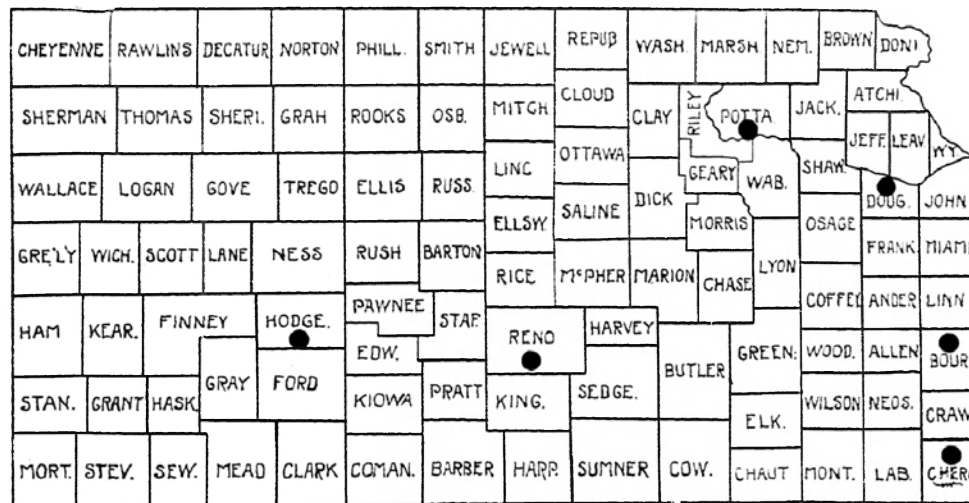 CHEYENNE RAWLINS DECATUR NORTON PHILL. SMITH JEWELL REPUB WASH. MARSH NEM. BROWN DONI
SHERMAN THOMAS SHERI. GRAH ROOKS OSB. MITCH CLOUD CLAY RILEY POTTA. JACK. ATCHI.
JEFF. LEAV WY.
WALLACE LOGAN GOVE TREGO ELLIS RUSS. LINC OTTAWA DICK GEARY WAB. SHAW. DOUG. JOHN.
ELLSW. SALINE MORRIS OSAGE
GRE'LY WICH. SCOTT LANE NESS RUSH BARTON RICE McPHER MARION CHASE LYON FRANK. MIAMI
HAM KEAR. FINNEY HODGE. PAWNEE STAF. RENO HARVEY COFFEE ANDER LINN
EDW. BUTLER GREEN. WOOD. ALLEN BOUR
STAN. GRANT HASK. GRAY FORD KIOWA PRATT KING. SEDGE. ELK. WILSON NEOS. CRAW
MORT. STEV. SEW. MEAD CLARK COMAN. BARBER HARP. SUMNER COW. CHAUT MONT. LAB. CHER